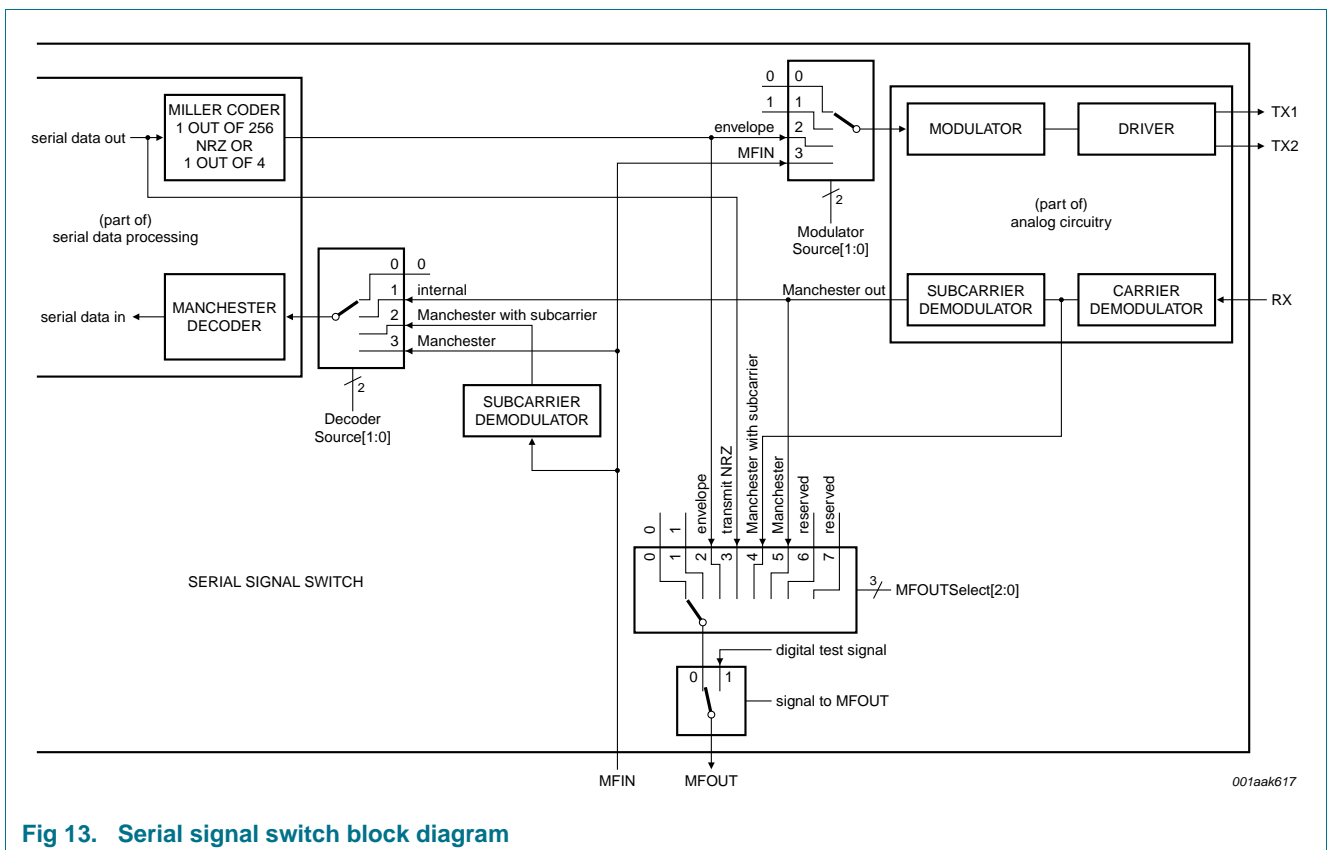 MILLER CODER
1 OUT OF 256
NRZ OR
1 OUT OF 4
serial data out
(part of)
serial data processing
MANCHESTER
DECODER
serial data in
0
0
1
internal
2
Manchester with subcarrier
3
Manchester
2
Decoder
Source[1:0]
SUBCARRIER
DEMODULATOR
0
0
1
1
envelope
2
MFIN
3
2
Modulator
Source[1:0]
MODULATOR
DRIVER
TX1
TX2
(part of)
analog circuitry
Manchester out
SUBCARRIER
DEMODULATOR
CARRIER
DEMODULATOR
RX
0
1
envelope
transmit NRZ
Manchester with subcarrier
Manchester
reserved
reserved
0
1
2
3
4
5
6
7
3
MFOUTSelect[2:0]
SERIAL SIGNAL SWITCH
digital test signal
0
1
signal to MFOUT
MFIN
MFOUT
001aak617
Fig 13. Serial signal switch block diagram